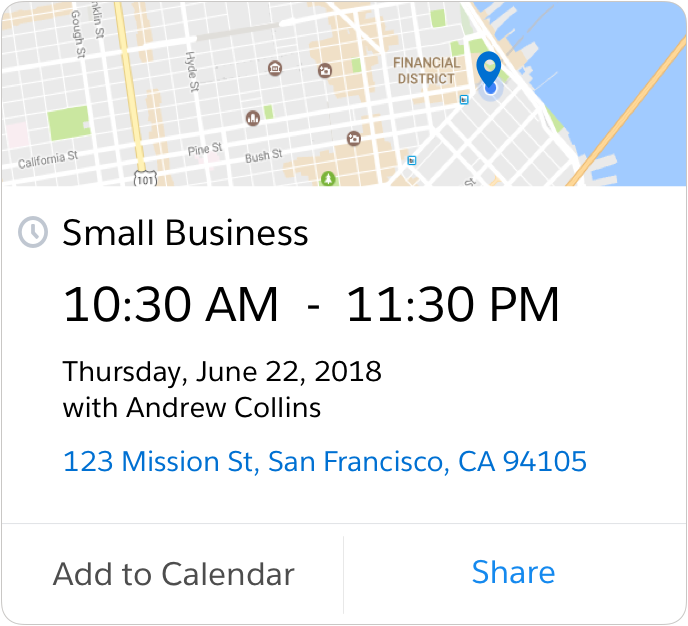 Franklin St
Gough St
Hyde St
FINANCIAL
DISTRICT
California St
Pine St
Bush St
101
St
Small Business
10:30 AM - 11:30 PM
Thursday, June 22, 2018
with Andrew Collins
123 Mission St, San Francisco, CA 94105
Add to Calendar
Share